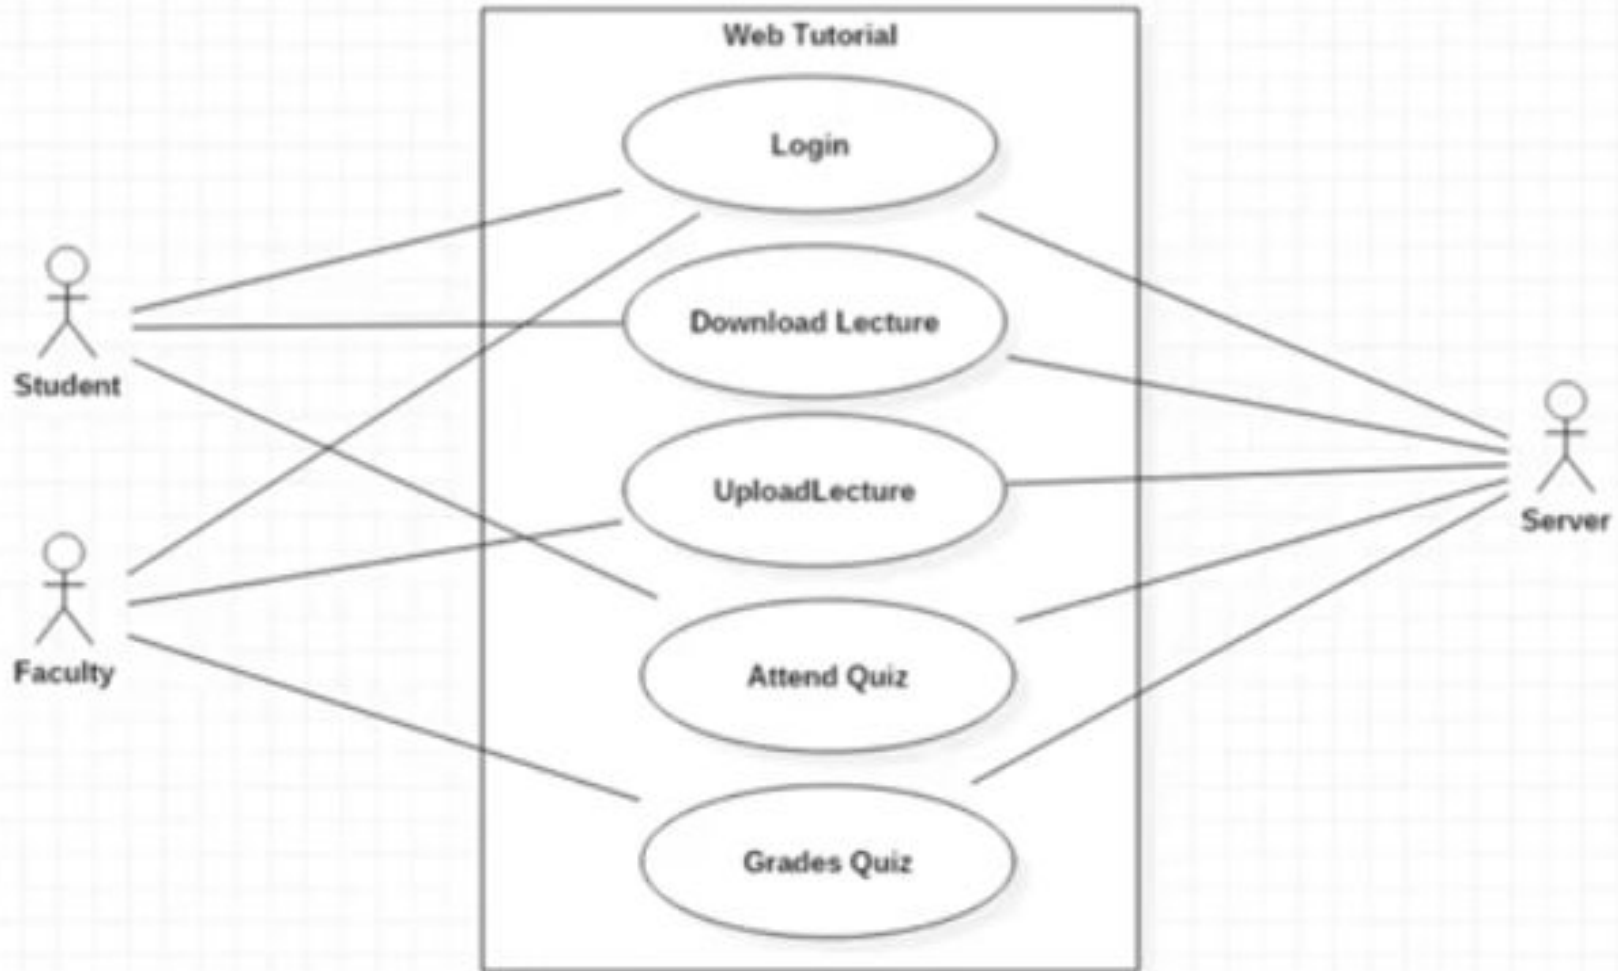 Web Tutorial
Login
Download Lecture
Student
UploadLecture
Server
Faculty
Attend Quiz
Grades Quiz